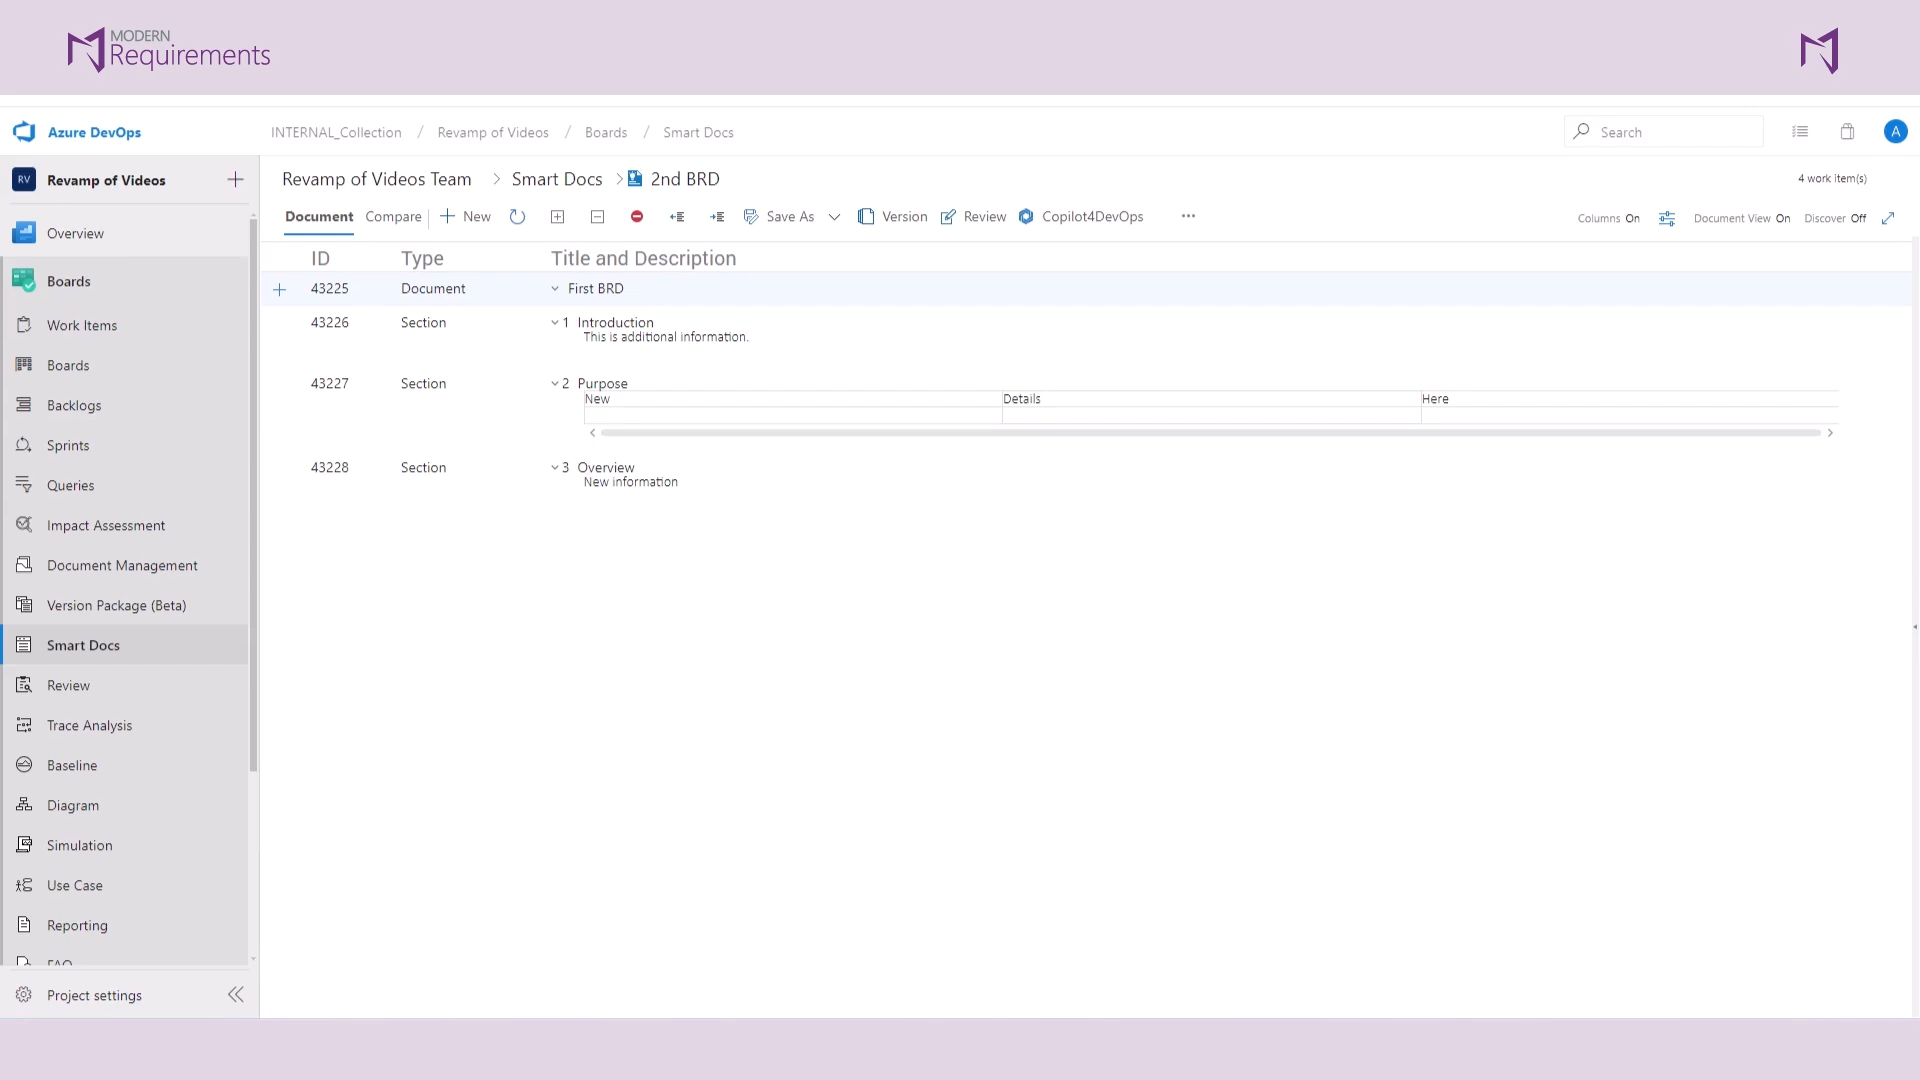 MODERN
Requirements
Azure DevOps
INTERNAL_Collection / Revamp of Videos / Boards / Smart Docs
Search
A
RV Revamp of Videos
Revamp of Videos Team > Smart Docs > 2nd BRD
4 work item(s)
Document Compare New Save As Version Review Copilot4DevOps ...
Columns On Document View On Discover Off
Overview
Boards
Work Items
Boards
Backlogs
Sprints
Queries
Impact Assessment
Document Management
Version Package (Beta)
Smart Docs
Review
Trace Analysis
Baseline
Diagram
Simulation
Use Case
Reporting
FAQ
Project settings
ID Type Title and Description
43225 Document First BRD
43226 Section 1 Introduction
This is additional information.
43227 Section 2 Purpose
New Details Here
43228 Section 3 Overview
New information